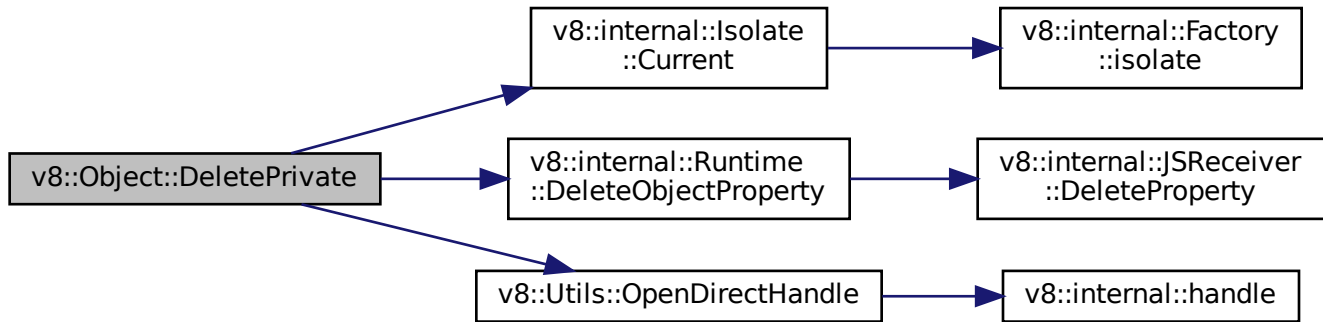 v8::Object::DeletePrivate
v8::internal::Isolate
::Current
v8::internal::Factory
::isolate
v8::internal::Runtime
::DeleteObjectProperty
v8::internal::JSReceiver
::DeleteProperty
v8::Utils::OpenDirectHandle
v8::internal::handle